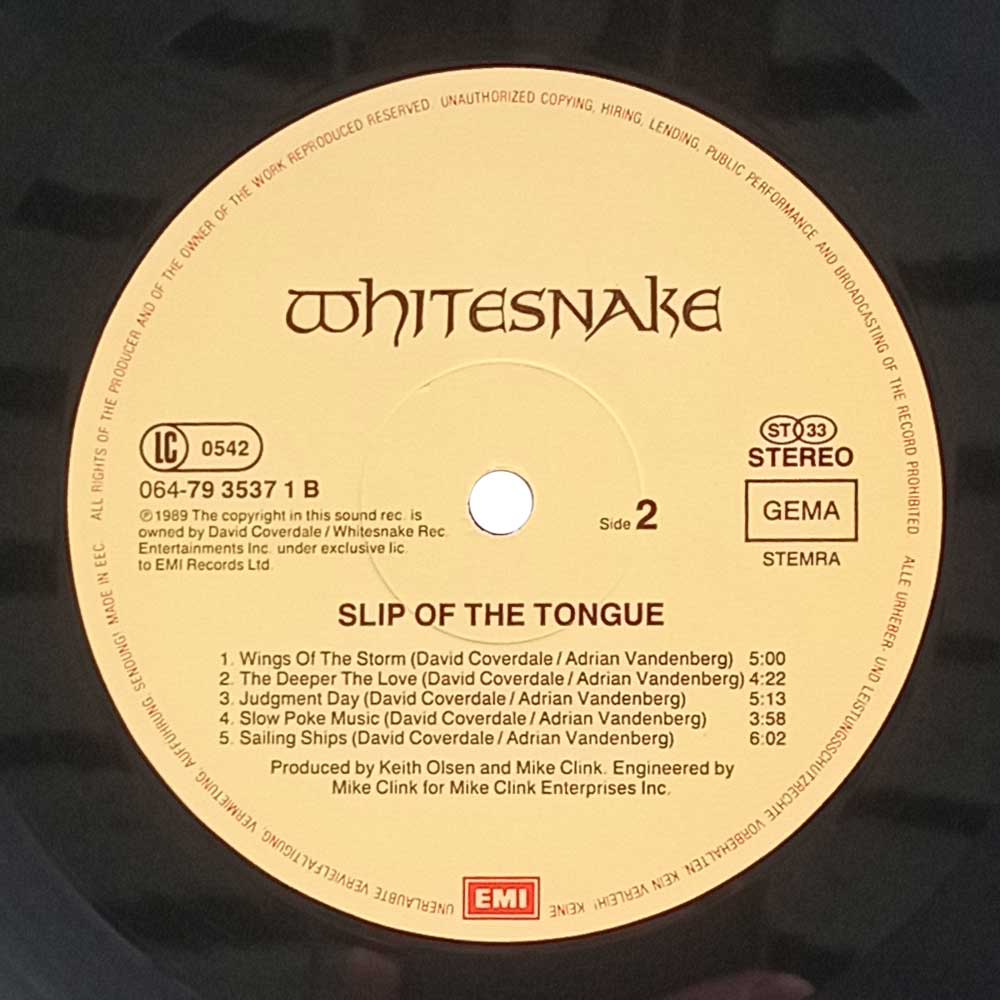 ALL RIGHTS OF THE PRODUCER AND OF THE OWNER OF THE WORK REPRODUCED RESERVED. UNAUTHORIZED COPYING, HIRING, LENDING, PUBLIC PERFORMANCE AND BROADCASTING OF THE RECORD PROHIBITED
WHITESNAKE
LC 0542
064-79 3537 1 B
℗1989 The copyright in this sound rec. is
owned by David Coverdale / Whitesnake Rec.
Entertainments Inc. under exclusive lic.
to EMI Records Ltd.
Side 2
ST 33
STEREO
GEMA
STEMRA
SLIP OF THE TONGUE
1. Wings Of The Storm (David Coverdale / Adrian Vandenberg) 5:00
2. The Deeper The Love (David Coverdale / Adrian Vandenberg) 4:22
3. Judgment Day (David Coverdale / Adrian Vandenberg) 5:13
4. Slow Poke Music (David Coverdale / Adrian Vandenberg) 3:58
5. Sailing Ships (David Coverdale / Adrian Vandenberg) 6:02
Produced by Keith Olsen and Mike Clink. Engineered by
Mike Clink for Mike Clink Enterprises Inc.
EMI
ALLE URHEBER- UND LEISTUNGSSCHUTZRECHTE VORBEHALTEN. KEIN VERLEIH! KEINE UNERLAUBTE VERVIELFÄLTIGUNG, VERMIETUNG, AUFFÜHRUNG, SENDUNG! MADE IN EEC